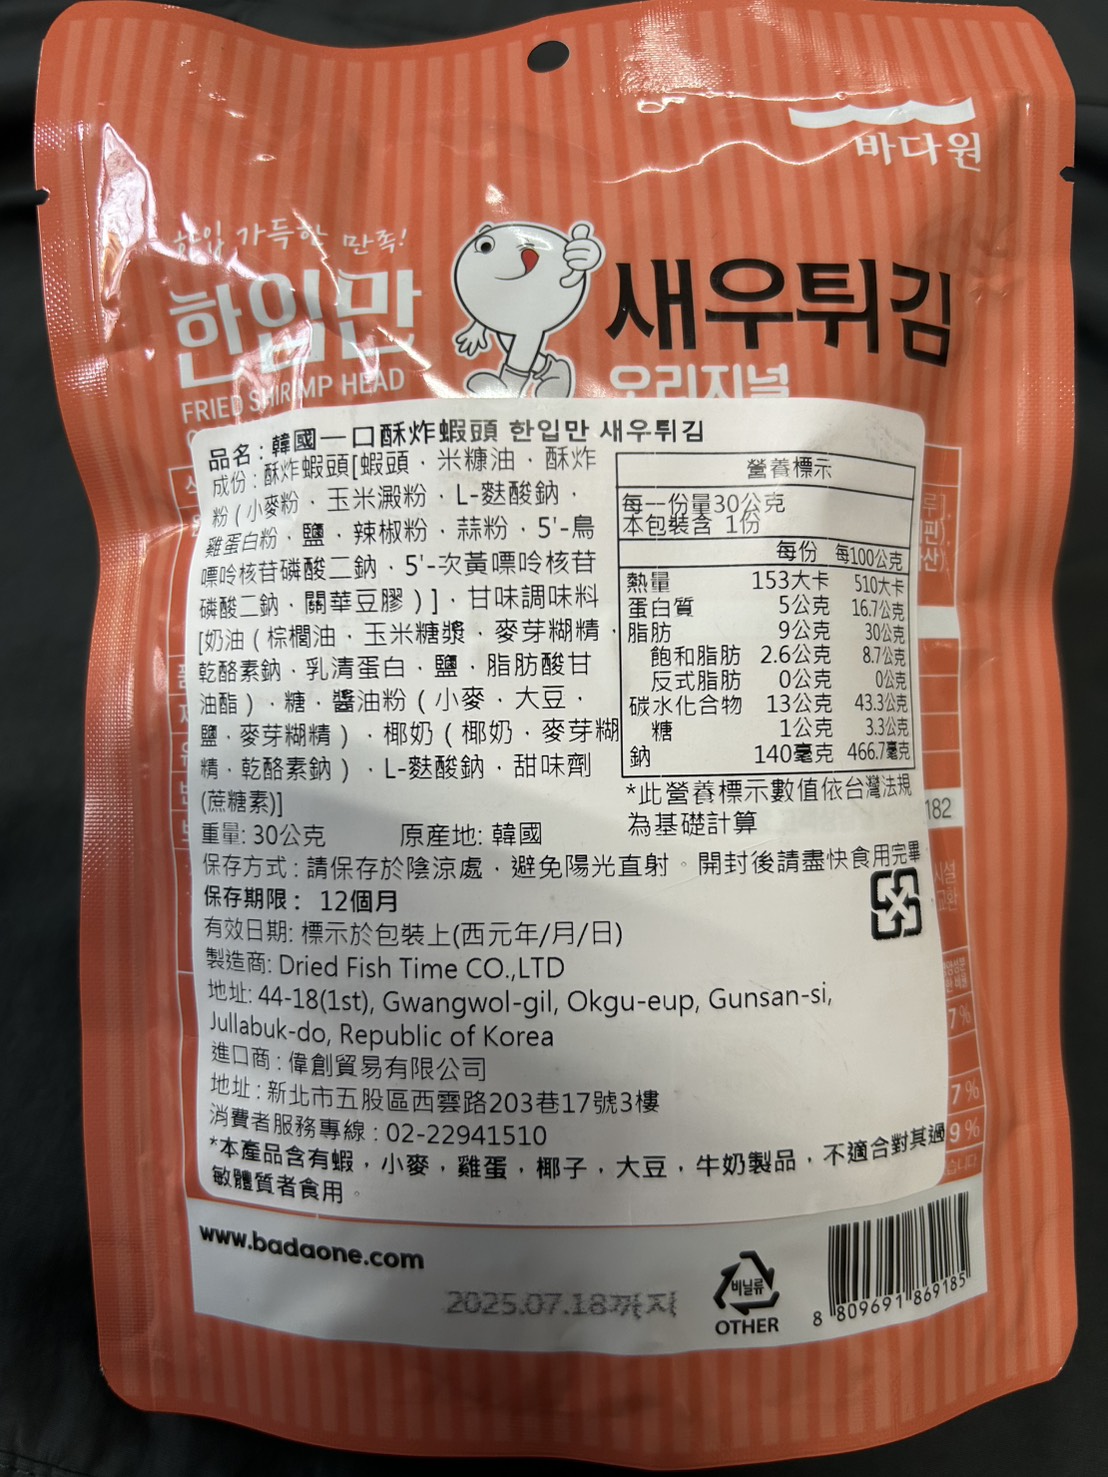 바다원
한입 가득한 만족!
한입만
새우튀김
FRIED SHRIMP HEAD
오리지널
品名：韓國一口酥炸蝦頭 한입만 새우튀김
成份：酥炸蝦頭[蝦頭．米糠油．酥炸
粉（小麥粉．玉米澱粉．L-麩酸鈉．
雞蛋白粉．鹽．辣椒粉．蒜粉．5'-鳥
嘌呤核苷磷酸二鈉．5'-次黃嘌呤核苷
磷酸二鈉．關華豆膠）]．甘味調味料
[奶油（棕櫚油．玉米糖漿．麥芽糊精．
乾酪素鈉．乳清蛋白．鹽．脂肪酸甘
油酯）．糖．醬油粉（小麥．大豆．
鹽．麥芽糊精）．椰奶（椰奶．麥芽糊
精．乾酪素鈉）．L-麩酸鈉．甜味劑
(蔗糖素)]
營養標示
每一份量30公克
本包裝含 1份
每份 每100公克
熱量 153大卡 510大卡
蛋白質 5公克 16.7公克
脂肪 9公克 30公克
飽和脂肪 2.6公克 8.7公克
反式脂肪 0公克 0公克
碳水化合物 13公克 43.3公克
糖 1公克 3.3公克
鈉 140毫克 466.7毫克
*此營養標示數值依台灣法規
為基礎計算
重量: 30公克 原產地: 韓國
保存方式：請保存於陰涼處．避免陽光直射。開封後請盡快食用完畢
保存期限： 12個月
有效日期: 標示於包裝上(西元年/月/日)
製造商: Dried Fish Time CO.,LTD
地址: 44-18(1st), Gwangwol-gil, Okgu-eup, Gunsan-si,
Jullabuk-do, Republic of Korea
進口商：偉創貿易有限公司
地址：新北市五股區西雲路203巷17號3樓
消費者服務專線：02-22941510
*本產品含有蝦，小麥，雞蛋，椰子，大豆，牛奶製品，不適合對其過
敏體質者食用。
182
7%
7%
9%
www.badaone.com
2025.07.18까지
비닐류
OTHER
8 809691 869185